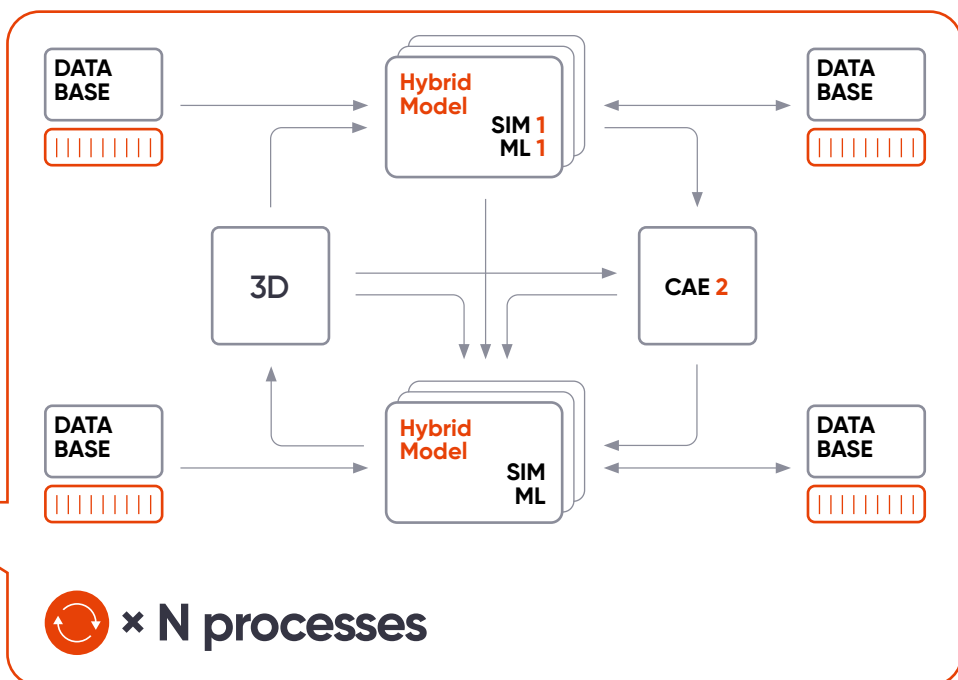 DATA
BASE
Hybrid
Model
SIM 1
ML 1
DATA
BASE
3D
CAE 2
DATA
BASE
Hybrid
Model
SIM
ML
DATA
BASE
× N processes